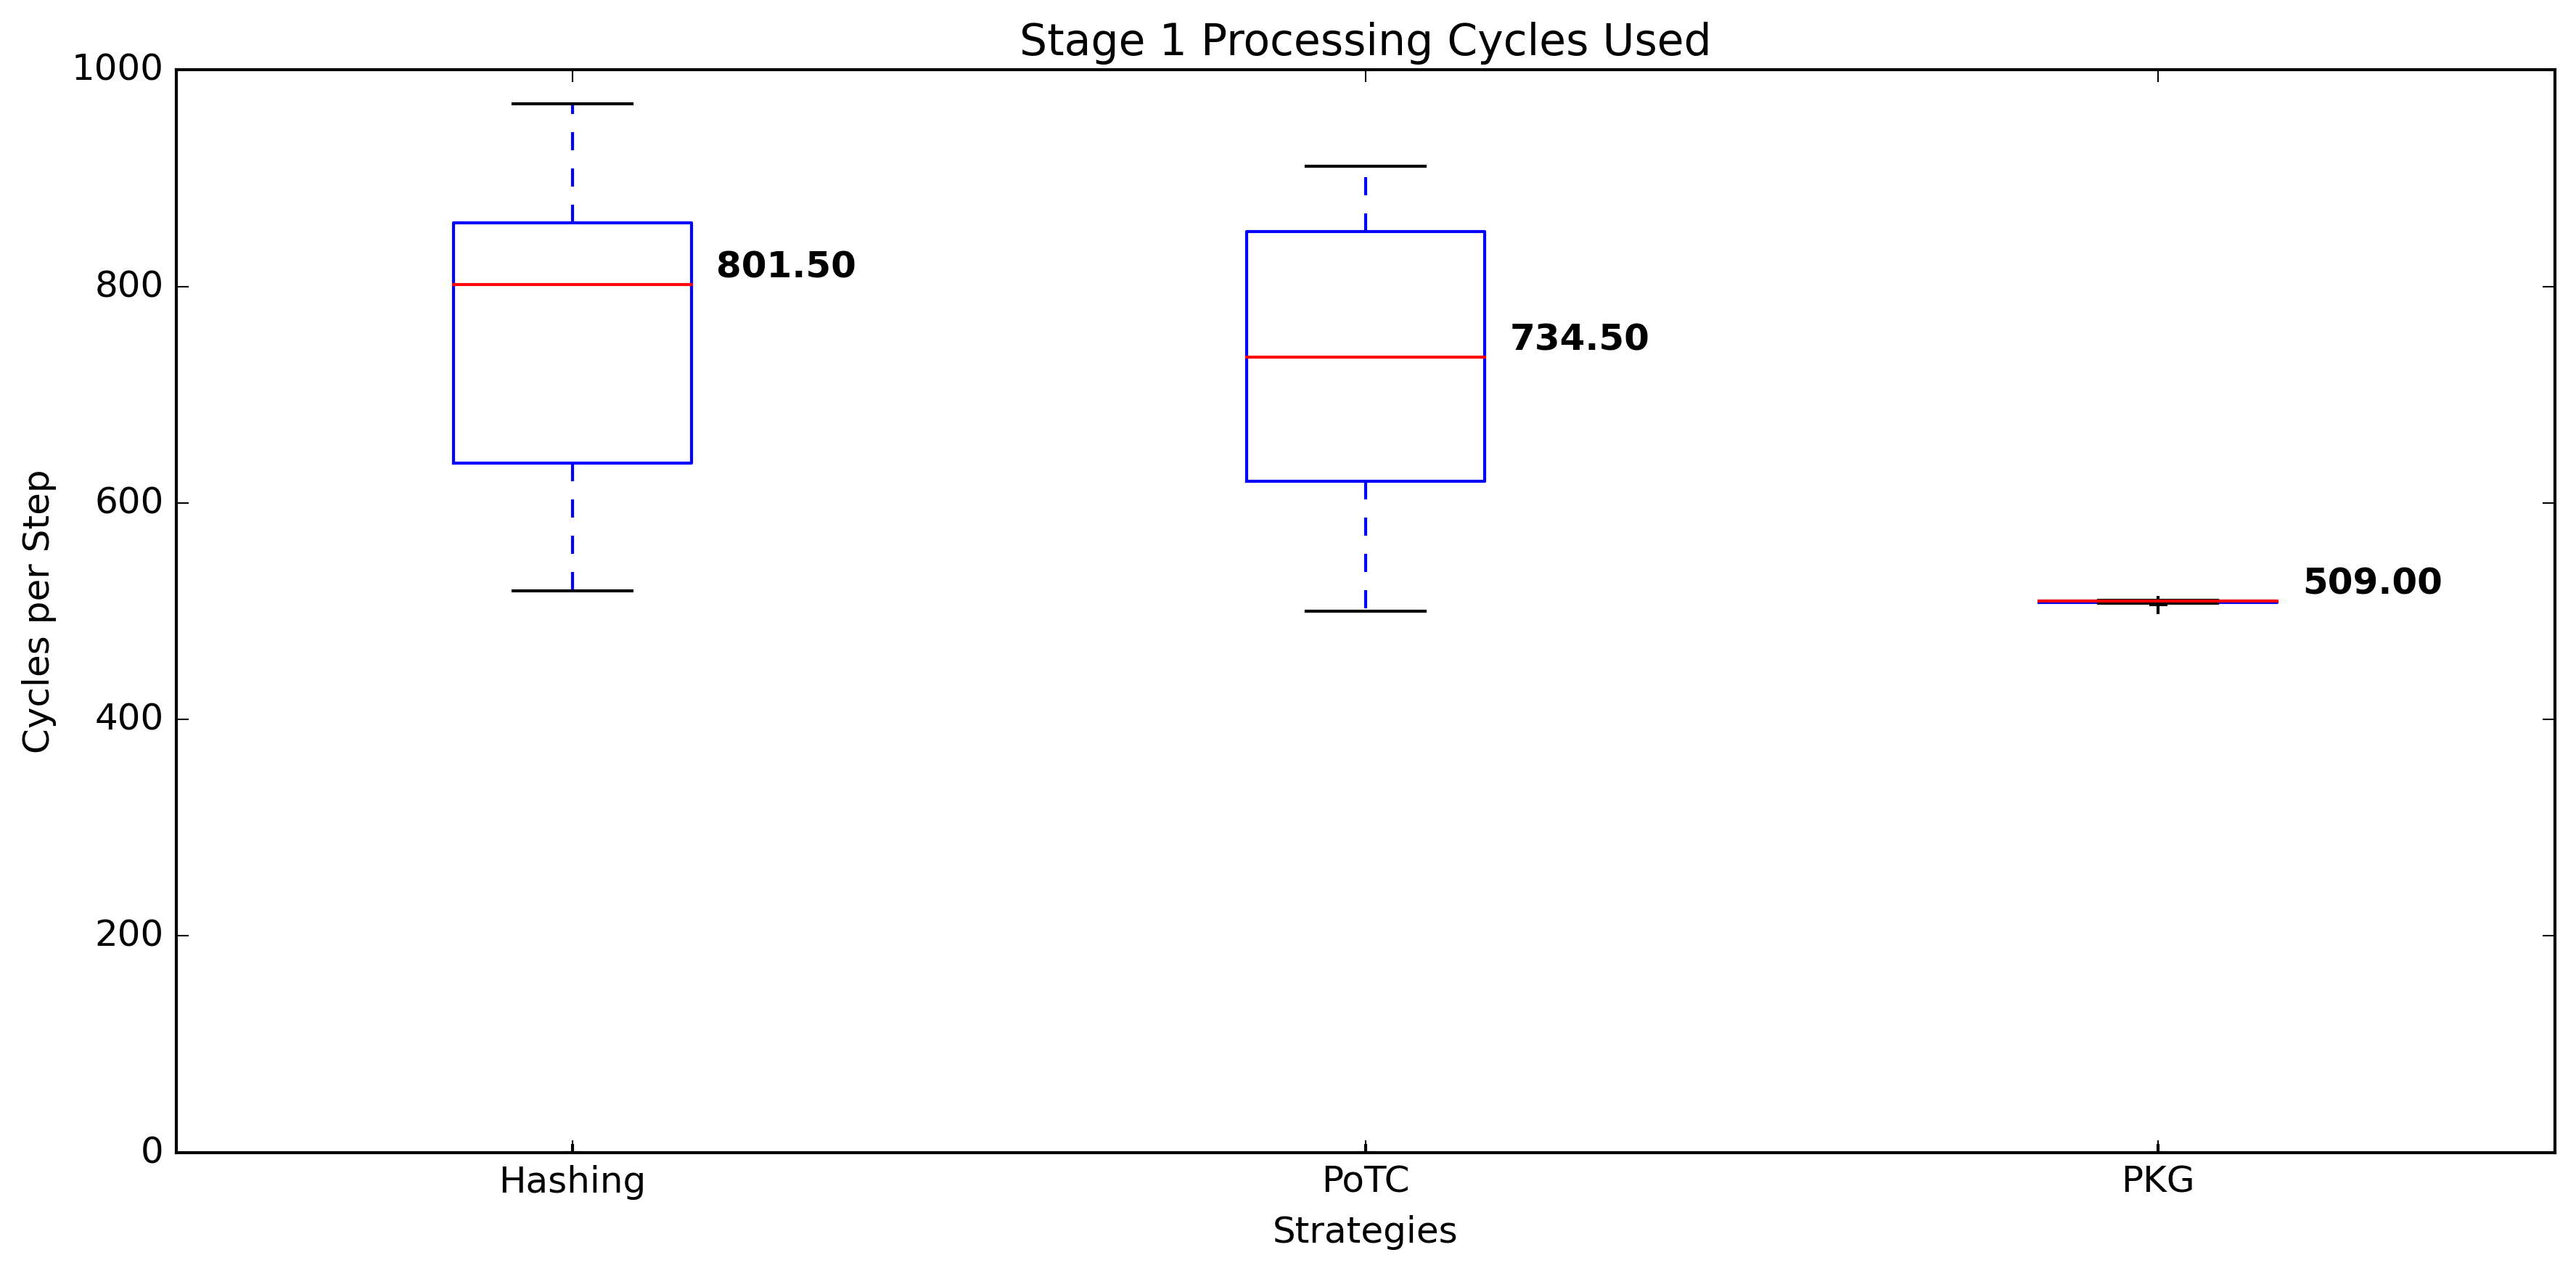 Stage 1 Processing Cycles Used
1000
800
600
400
200
0
Cycles per Step
801.50
734.50
509.00
Hashing
PoTC
PKG
Strategies